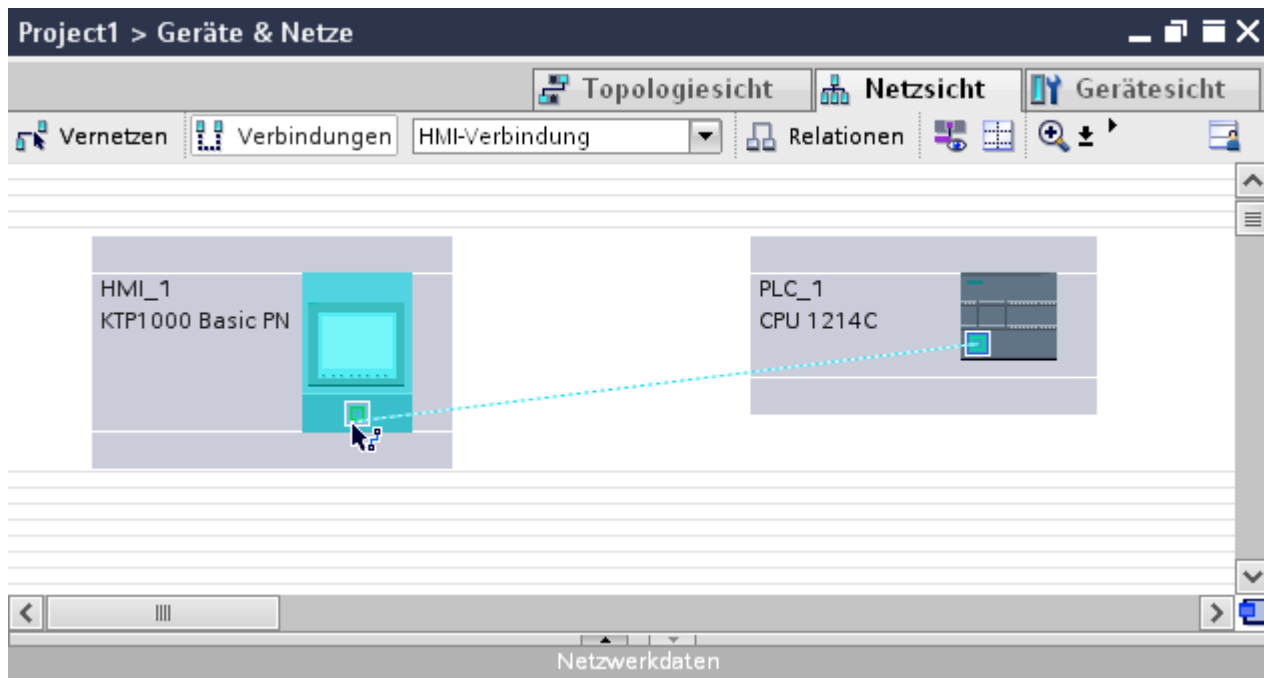 Project1 > Geräte & Netze
Topologiesicht Netzsicht Gerätesicht
Vernetzen Verbindungen HMI-Verbindung Relationen
HMI_1
KTP1000 Basic PN
PLC_1
CPU 1214C
Netzwerkdaten